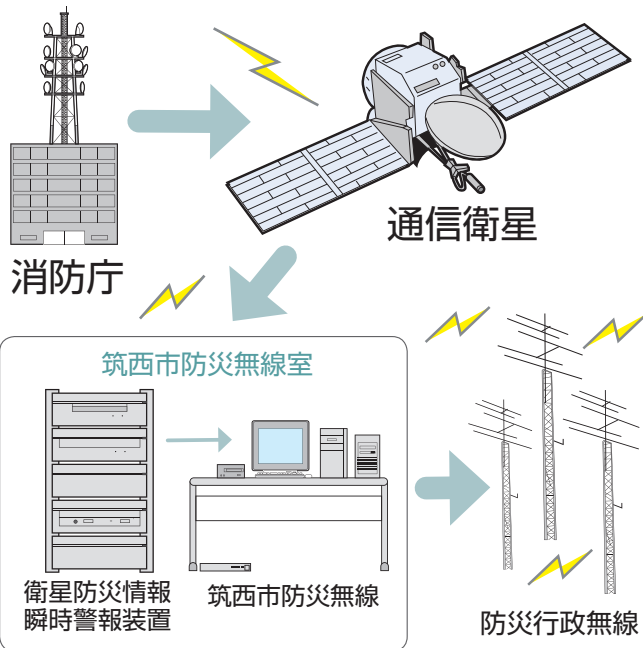 消防庁
通信衛星
筑西市防災無線室
衛星防災情報
瞬時警報装置
筑西市防災無線
防災行政無線